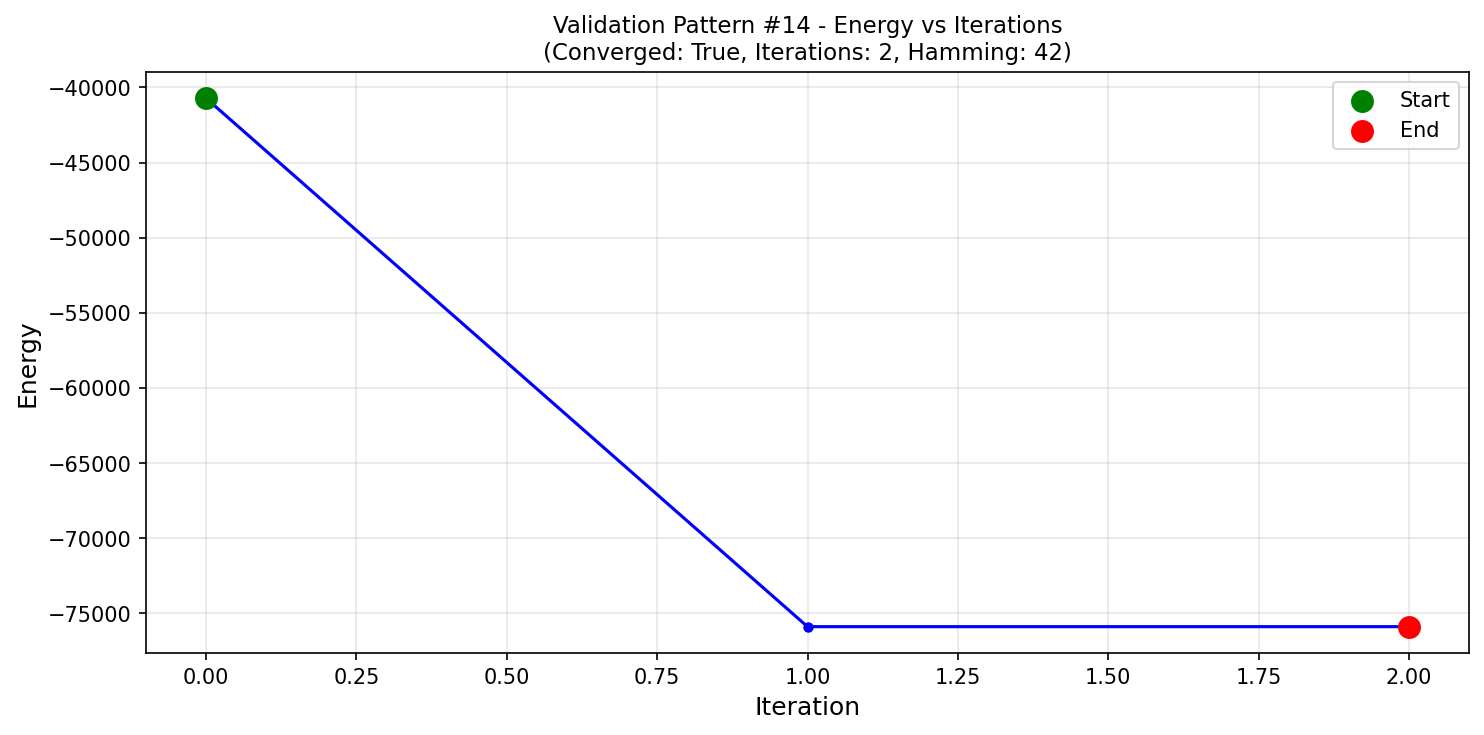 Validation Pattern #14 - Energy vs Iterations
(Converged: True, Iterations: 2, Hamming: 42)
Start
End
−40000
−45000
−50000
−55000
−60000
−65000
−70000
−75000
Energy
0.00 0.25 0.50 0.75 1.00 1.25 1.50 1.75 2.00
Iteration